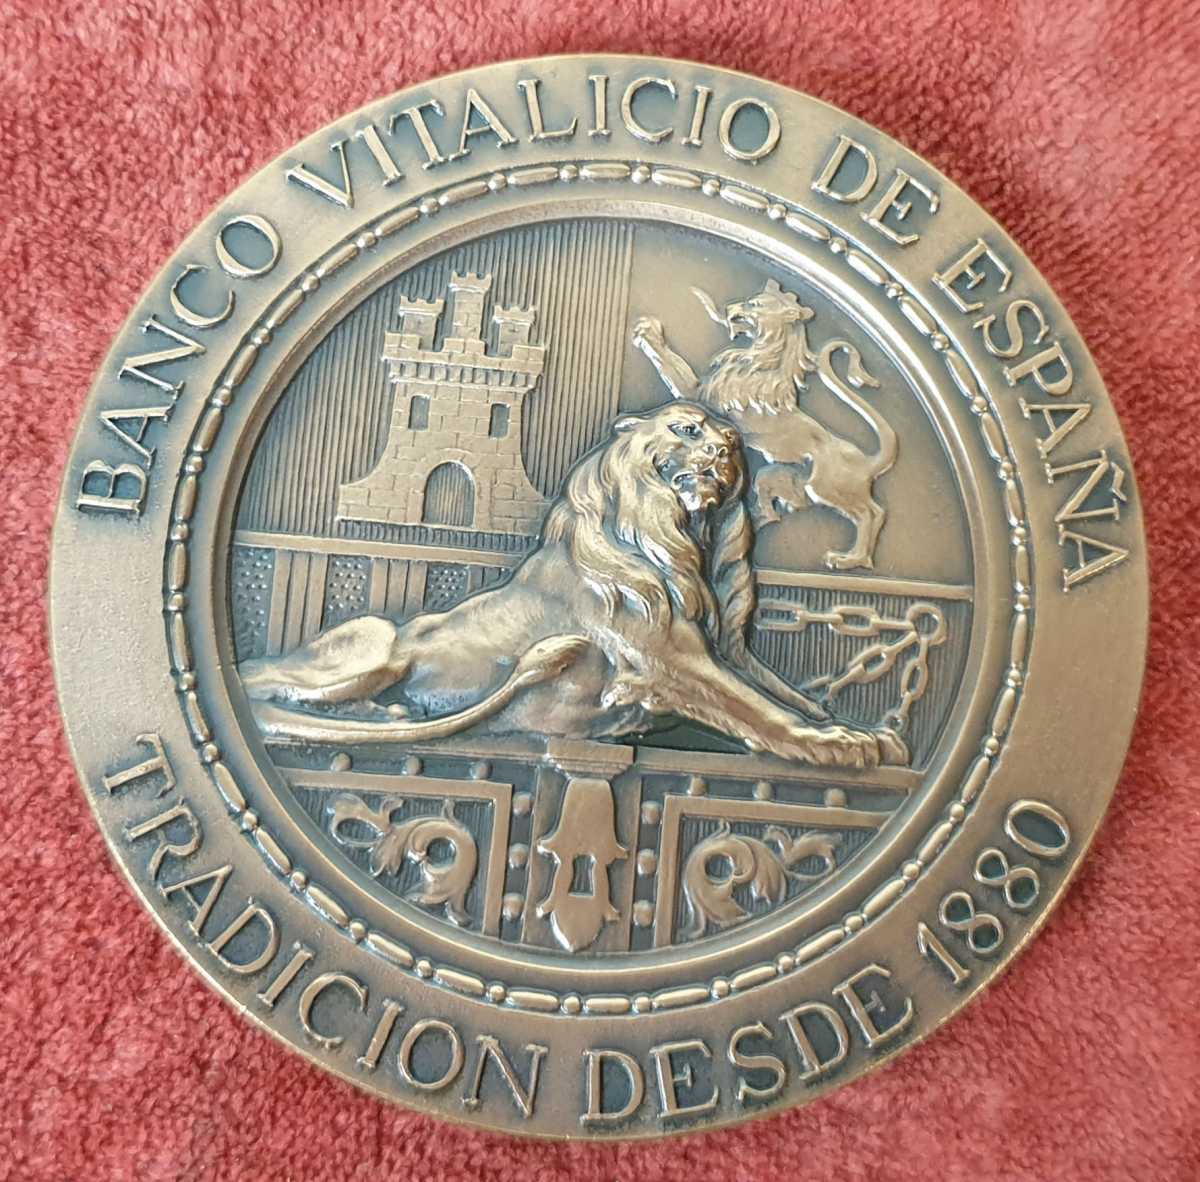 BANCO VITALICIO DE ESPAÑA
TRADICION DESDE 1880